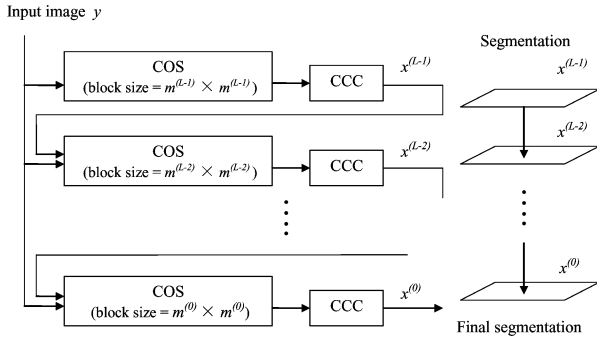 Input image y
Segmentation
COS
(block size = m^(L-1) × m^(L-1))
CCC
x^(L-1)
x^(L-1)
COS
(block size = m^(L-2) × m^(L-2))
CCC
x^(L-2)
x^(L-2)
COS
(block size = m^(0) × m^(0))
CCC
x^(0)
x^(0)
Final segmentation